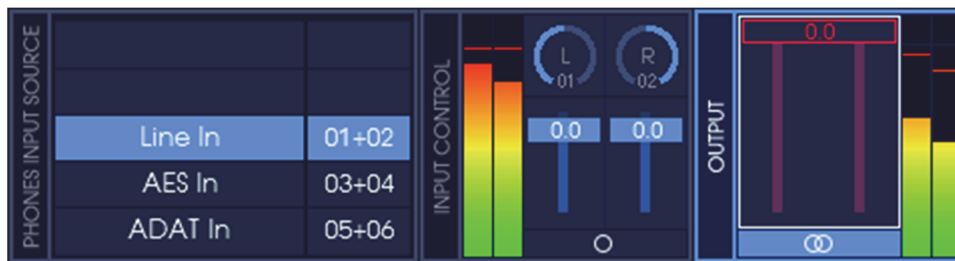 PHONES INPUT SOURCE
Line In 01+02
AES In 03+04
ADAT In 05+06
INPUT CONTROL
L R
01 02
0.0 0.0
OUTPUT
0.0